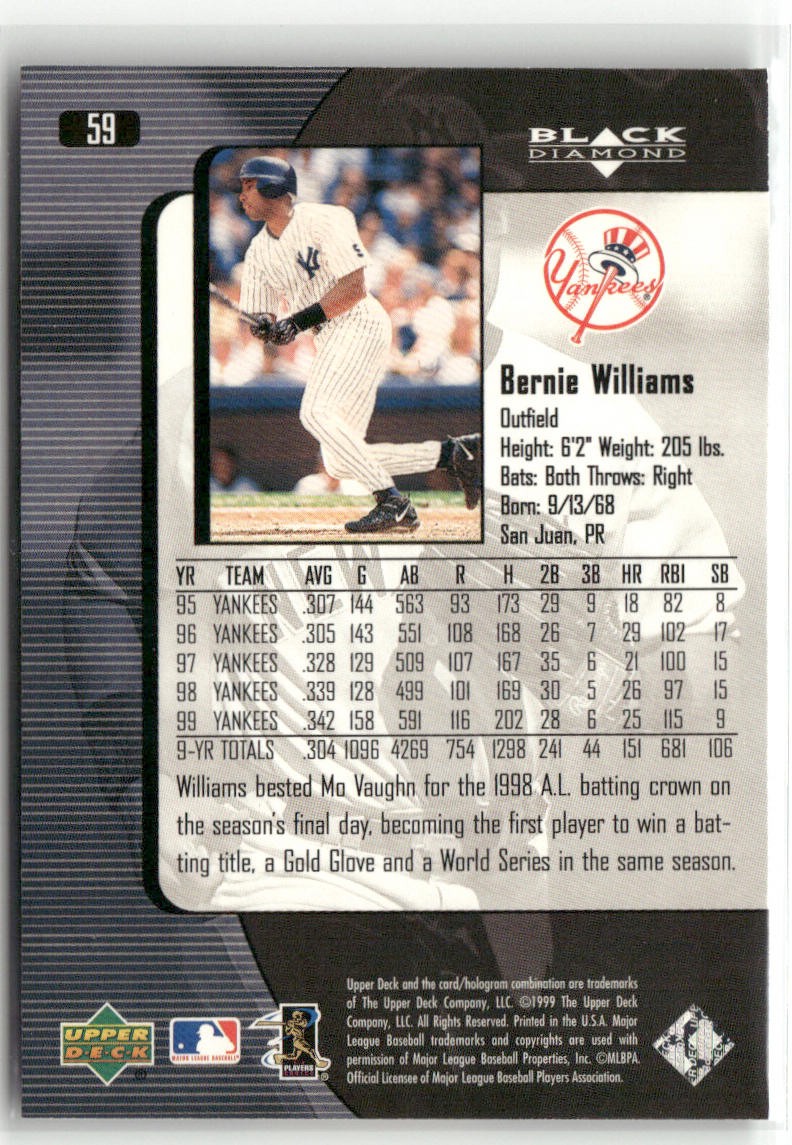 59
BLACK
DIAMOND
Yankees®
Bernie Williams
Outfield
Height: 6'2" Weight: 205 lbs.
Bats: Both Throws: Right
Born: 9/13/68
San Juan, PR
YR TEAM AVG G AB R H 2B 3B HR RBI SB
95 YANKEES .307 144 563 93 173 29 9 18 82 8
96 YANKEES .305 143 551 108 168 26 7 29 102 17
97 YANKEES .328 129 509 107 167 35 6 21 100 15
98 YANKEES .339 128 499 101 169 30 5 26 97 15
99 YANKEES .342 158 591 116 202 28 6 25 115 9
9-YR TOTALS .304 1096 4269 754 1298 241 44 151 681 106
Williams bested Mo Vaughn for the 1998 A.L. batting crown on
the season's final day, becoming the first player to win a bat-
ting title, a Gold Glove and a World Series in the same season.
Upper Deck and the card/hologram combination are trademarks
of The Upper Deck Company, LLC. ©1999 The Upper Deck
Company, LLC. All Rights Reserved. Printed in the U.S.A. Major
League Baseball trademarks and copyrights are used with
permission of Major League Baseball Properties, Inc. ©MLBPA.
Official Licensee of Major League Baseball Players Association.
UPPER
DECK
MAJOR LEAGUE BASEBALL
PLAYERS
CHOICE